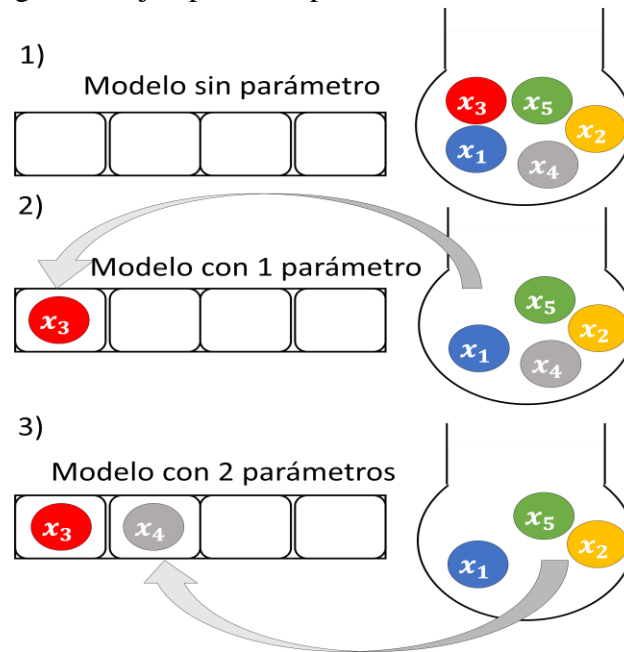 1)
Modelo sin parámetro
x₃ x₅
x₂
x₁ x₄
2)
Modelo con 1 parámetro
x₃
x₅
x₂
x₁ x₄
3)
Modelo con 2 parámetros
x₃ x₄
x₅
x₂
x₁